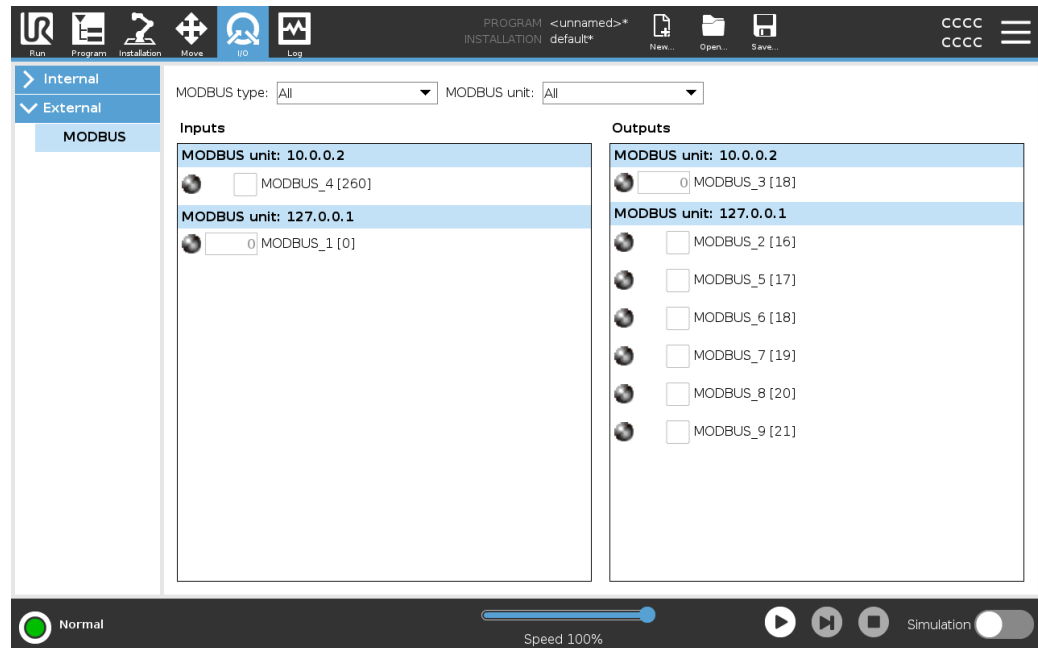 PROGRAM <unnamed>*
INSTALLATION default*
CCCC
CCCC
Run Program Installation Move I/O Log New... Open... Save...
Internal
External
MODBUS
MODBUS type: All MODBUS unit: All
Inputs
MODBUS unit: 10.0.0.2
MODBUS_4 [260]
MODBUS unit: 127.0.0.1
0 MODBUS_1 [0]
Outputs
MODBUS unit: 10.0.0.2
0 MODBUS_3 [18]
MODBUS unit: 127.0.0.1
MODBUS_2 [16]
MODBUS_5 [17]
MODBUS_6 [18]
MODBUS_7 [19]
MODBUS_8 [20]
MODBUS_9 [21]
Normal
Speed 100%
Simulation